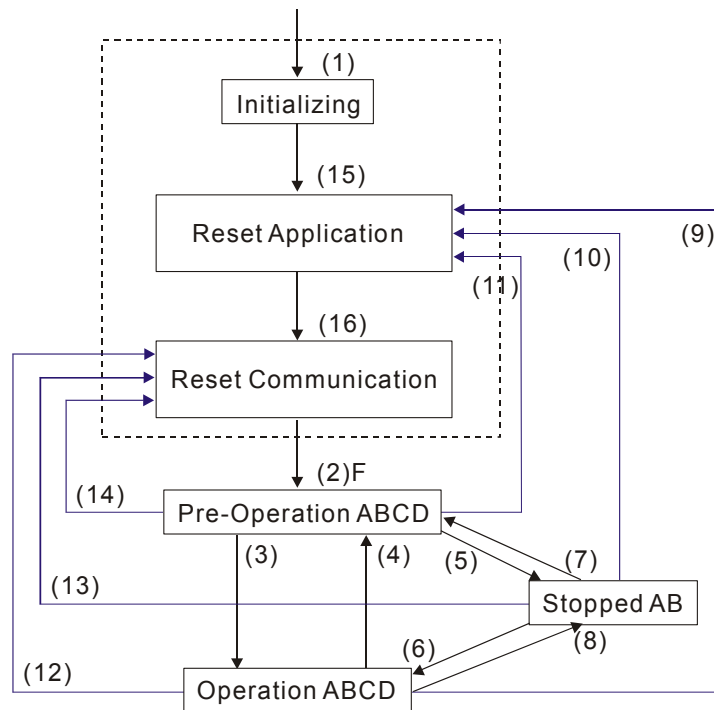 (1)
Initializing
(15)
Reset Application
(9)
(10)
(11)
(16)
Reset Communication
(2)F
(14)
Pre-Operation ABCD
(3)
(4)
(5)
(7)
(13)
Stopped AB
(6)
(8)
(12)
Operation ABCD